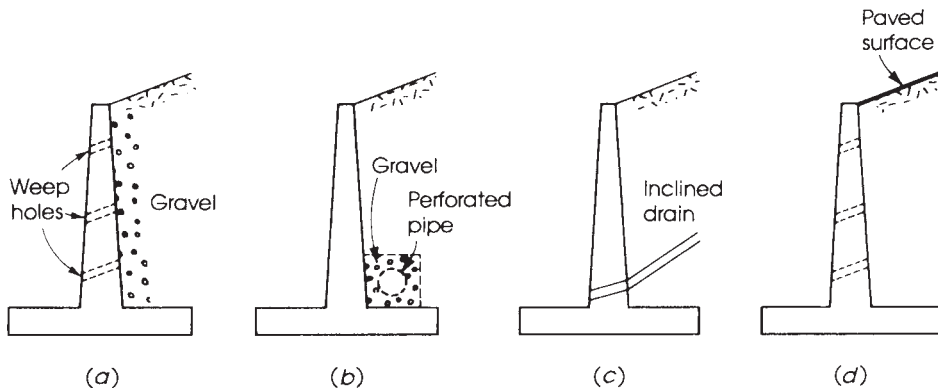 Weep
holes
Gravel
(a)
Gravel
Perforated
pipe
(b)
Inclined
drain
(c)
Paved
surface
(d)